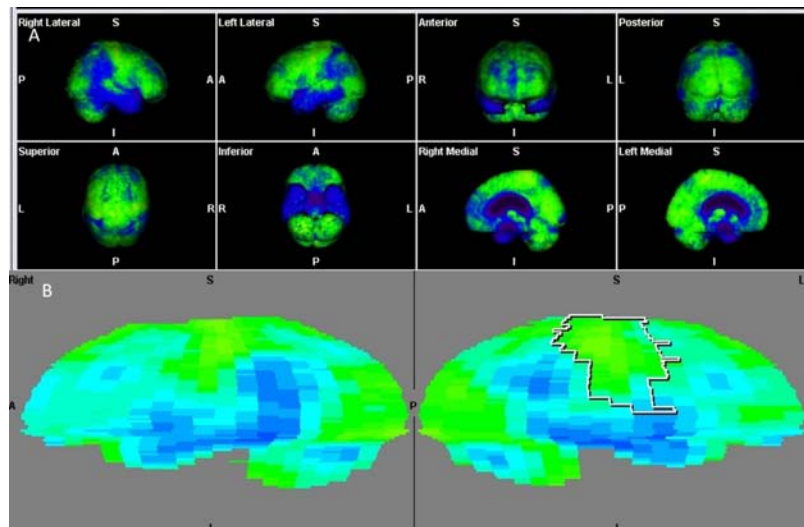 Right Lateral S Left Lateral S Anterior S Posterior S
A
P A A P R L L
I I I I
Superior A Inferior A Right Medial S Left Medial S
L R R L A P P A
P P I I
Right S S L
B
A P